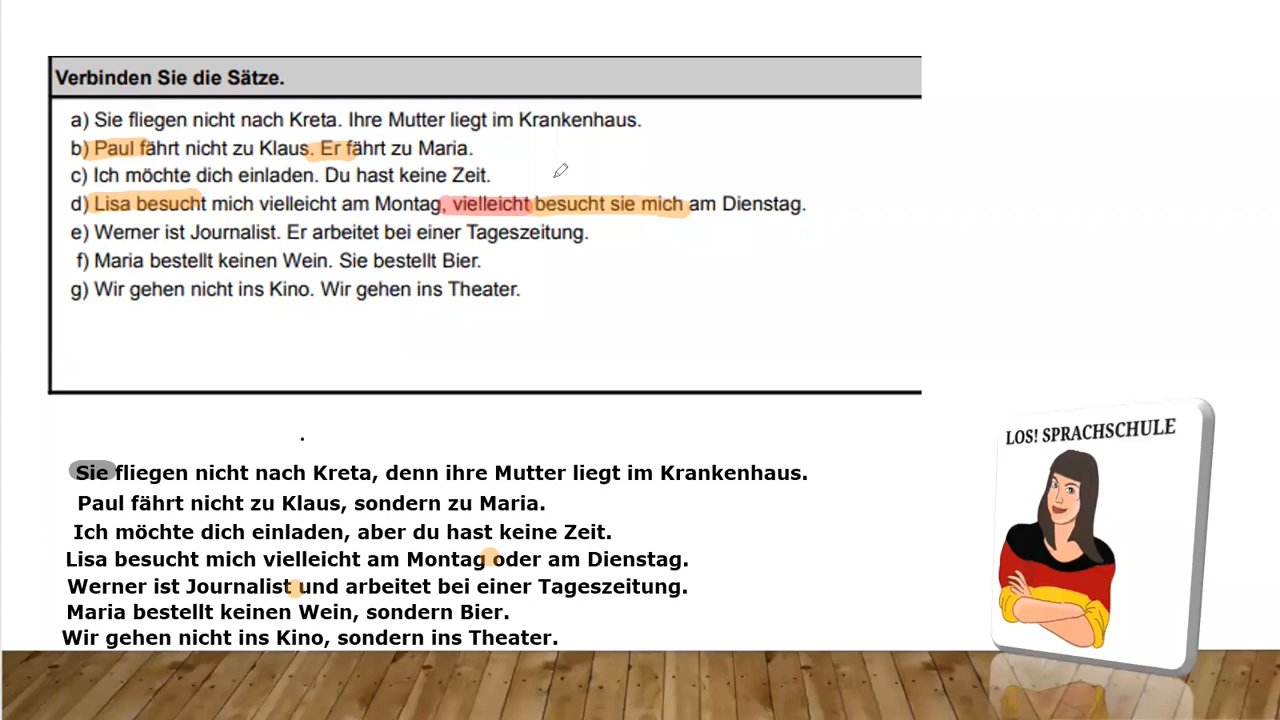 Verbinden Sie die Sätze.
a) Sie fliegen nicht nach Kreta. Ihre Mutter liegt im Krankenhaus.
b) Paul fährt nicht zu Klaus. Er fährt zu Maria.
c) Ich möchte dich einladen. Du hast keine Zeit.
d) Lisa besucht mich vielleicht am Montag, vielleicht besucht sie mich am Dienstag.
e) Werner ist Journalist. Er arbeitet bei einer Tageszeitung.
f) Maria bestellt keinen Wein. Sie bestellt Bier.
g) Wir gehen nicht ins Kino. Wir gehen ins Theater.
.
Sie fliegen nicht nach Kreta, denn ihre Mutter liegt im Krankenhaus.
Paul fährt nicht zu Klaus, sondern zu Maria.
Ich möchte dich einladen, aber du hast keine Zeit.
Lisa besucht mich vielleicht am Montag oder am Dienstag.
Werner ist Journalist und arbeitet bei einer Tageszeitung.
Maria bestellt keinen Wein, sondern Bier.
Wir gehen nicht ins Kino, sondern ins Theater.
LOS! SPRACHSCHULE